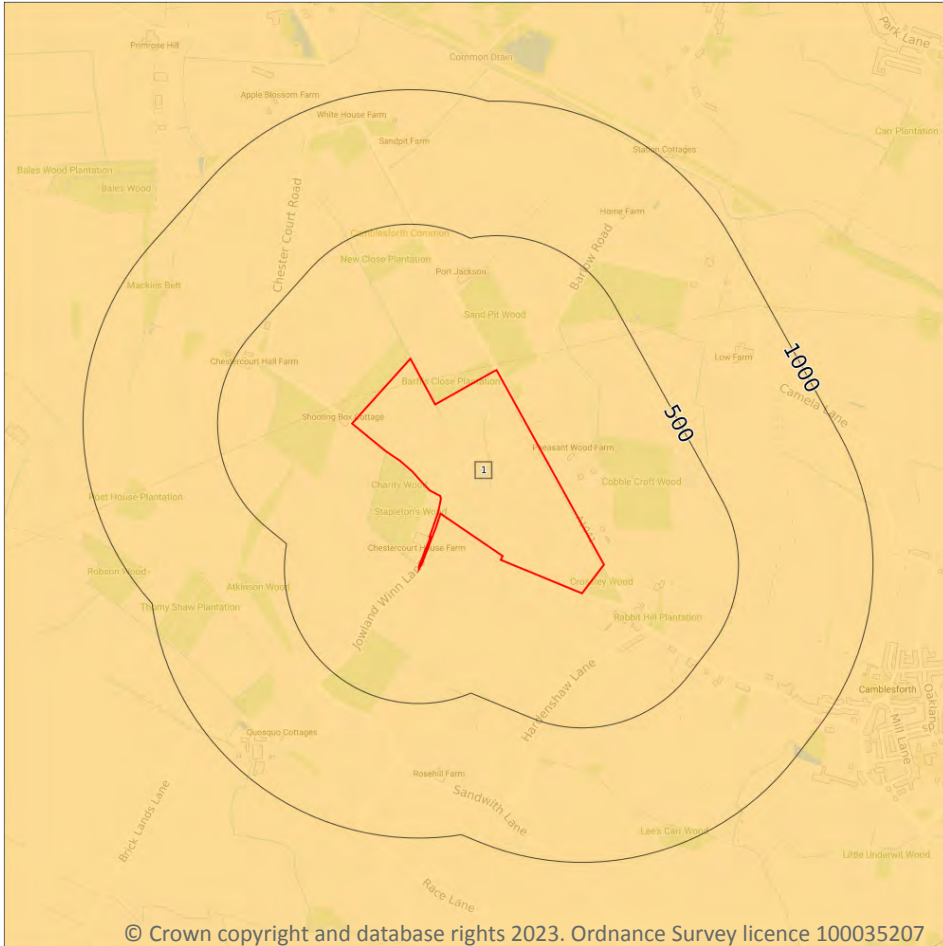 Park Lane
Primrose Hill
Common Drain
Apple Blossom Farm
White House Farm
Carr Plantation
Sandpit Farm
Station Cottages
Bales Wood Plantation
Bales Wood
Chester Court Road
Home Farm
Camblesforth Common
Barlow Road
New Close Plantation
Port Jackson
Mackins Belt
Sand Pit Wood
Low Farm
Chestercourt Hall Farm
1000
Camela Lane
Barffs Close Plantation
500
Shooting Box Cottage
Pheasant Wood Farm
1
Charity Wood
Cobble Croft Wood
Post House Plantation
Stapleton's Wood
Chestercourt House Farm
Robson Wood
Atkinson Wood
Crossley Wood
Thorny Shaw Plantation
Jowland Winn Lane
Rabbit Hill Plantation
Hardenshaw Lane
Camblesforth
Oakland
Mill Lane
Quosquo Cottages
Rosehill Farm
Sandwith Lane
Brick Lands Lane
Lee's Carr Wood
Little Underwit Wood
Race Lane
© Crown copyright and database rights 2023. Ordnance Survey licence 100035207